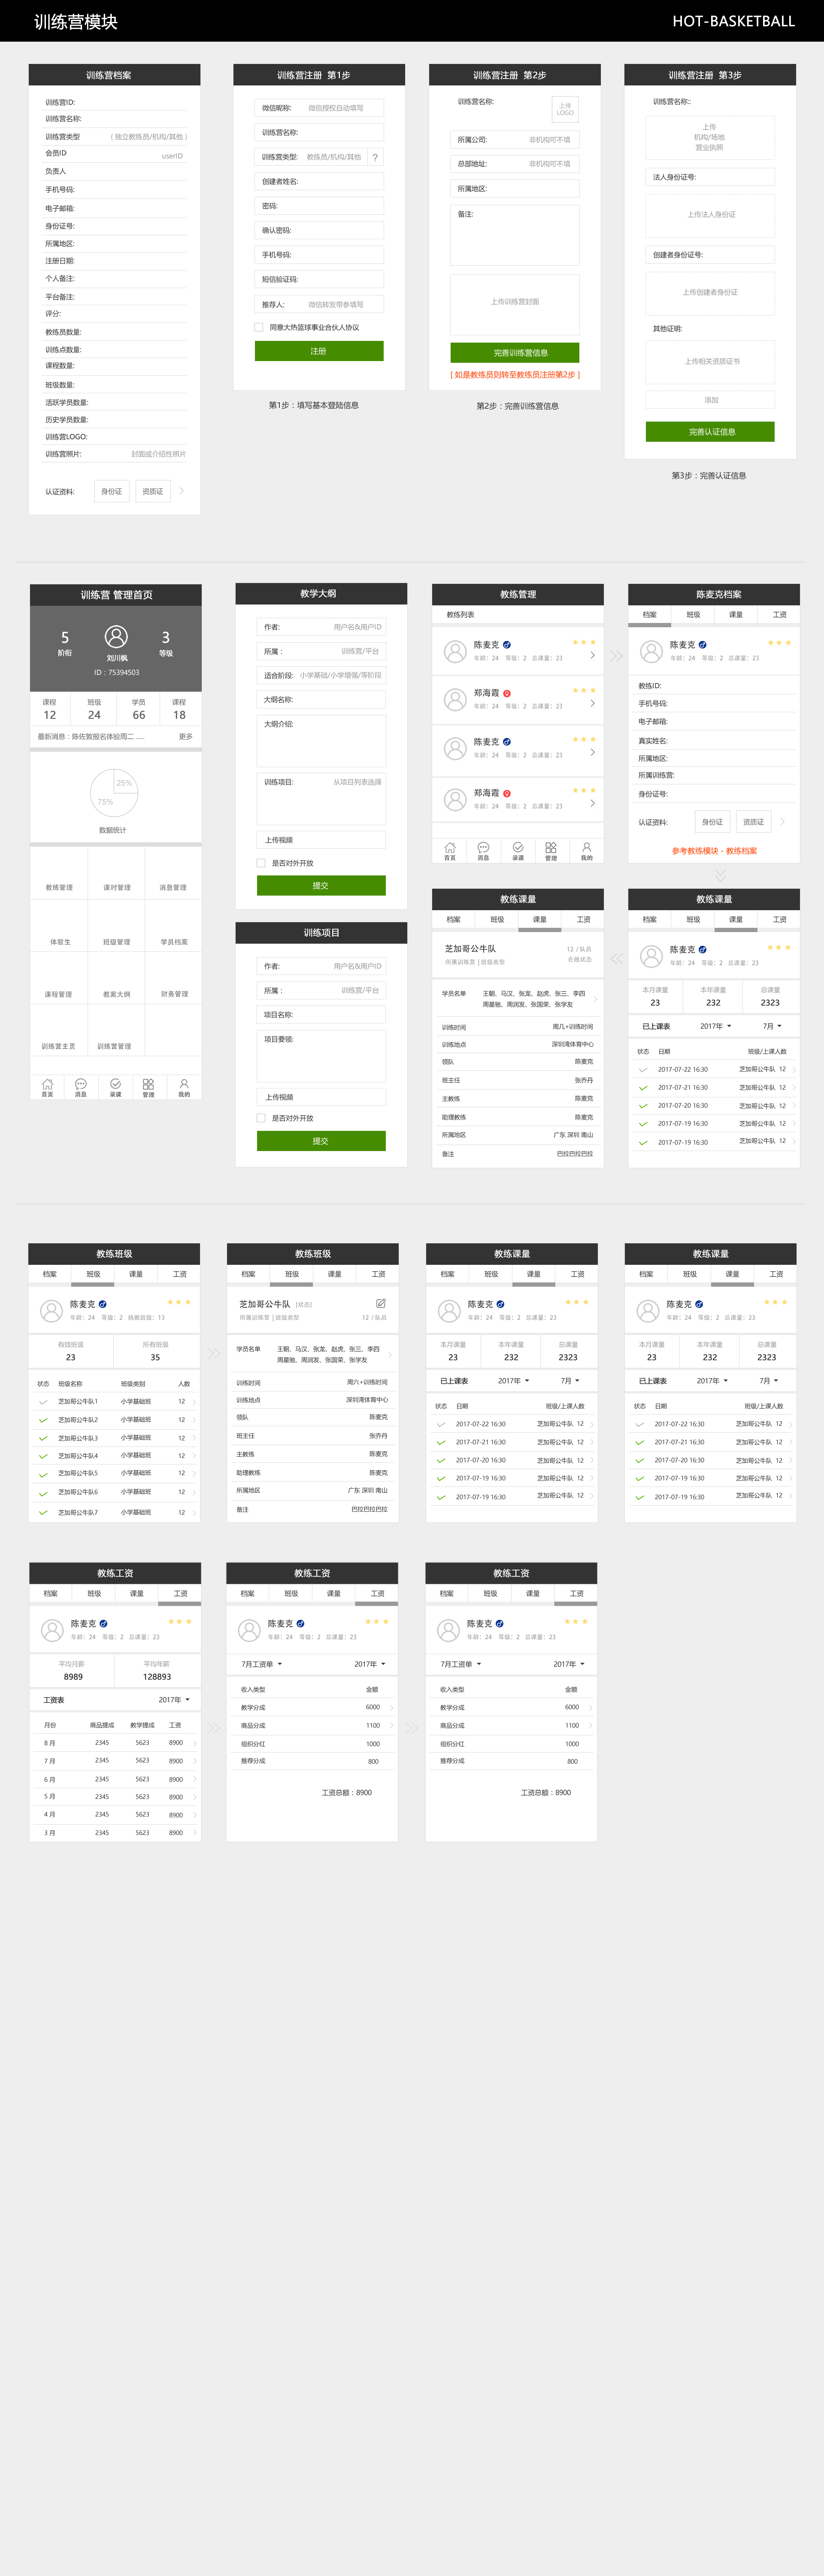 训练营模块
HOT-BASKETBALL
训练营档案
训练营ID:
训练营名称:
训练营类型 ( 独立教练员/机构/其他 )
会员ID userID
负责人
手机号码:
电子邮箱:
身份证号:
所属地区:
注册日期:
个人备注:
平台备注:
评分:
教练员数量:
训练点数量:
课程数量:
班级数量:
活跃学员数量:
历史学员数量:
训练营LOGO:
训练营照片: 封面或介绍性照片
认证资料: 身份证 资质证
训练营注册 第1步
微信昵称: 微信授权自动填写
训练营名称:
训练营类型: 教练员/机构/其他 ?
创建者姓名:
密码:
确认密码:
手机号码:
短信验证码:
推荐人: 微信转发带参填写
同意大热篮球事业合伙人协议
注册
第1步：填写基本登陆信息
训练营注册 第2步
训练营名称:
上传
LOGO
所属公司: 非机构可不填
总部地址: 非机构可不填
所属地区:
备注:
上传训练营封面
完善训练营信息
[ 如是教练员则转至教练员注册第2步 ]
第2步：完善训练营信息
训练营注册 第3步
训练营名称::
上传
机构/场地
营业执照
法人身份证号:
上传法人身份证
创建者身份证号:
上传创建者身份证
其他证明:
上传相关资质证书
添加
完善认证信息
第3步：完善认证信息
训练营 管理首页
5 3
阶衔 刘川枫 等级
ID：75394503
课程 班级 学员 课程
12 24 66 18
最新消息：陈佐敦报名体验周二 ..... 更多
25%
75%
数据统计
教练管理 课时管理 消息管理
体验生 班级管理 学员档案
课程管理 教案大纲 财务管理
训练营主页 训练营管理
首页 消息 录课 管理 我的
教学大纲
作者: 用户名&用户ID
所属： 训练营/平台
适合阶段: 小学基础/小学增强/等阶段
大纲名称:
大纲介绍:
训练项目: 从项目列表选择
上传视频
是否对外开放
提交
训练项目
作者: 用户名&用户ID
所属： 训练营/平台
项目名称:
项目要领:
上传视频
是否对外开放
提交
教练管理
教练列表
陈麦克
年龄：24 等级：2 总课量：23
郑海霞
年龄：24 等级：2 总课量：23
陈麦克
年龄：24 等级：2 总课量：23
郑海霞
年龄：24 等级：2 总课量：23
首页 消息 录课 管理 我的
陈麦克档案
档案 班级 课量 工资
陈麦克
年龄：24 等级：2 总课量：23
教练ID:
手机号码:
电子邮箱:
真实姓名:
所属地区:
所属训练营:
身份证号:
认证资料: 身份证 资质证
参考教练模块 - 教练档案
教练课量
档案 班级 课量 工资
芝加哥公牛队 12 / 队员
所属训练营 | 班级类型 在线状态
学员名单 王朝、马汉、张龙、赵虎、张三、李四
周星驰、周润发、张国荣、张学友
训练时间 周几+训练时间
训练地点 深圳湾体育中心
领队 陈麦克
班主任 张乔丹
主教练 陈麦克
助理教练 陈麦克
所属地区 广东 深圳 南山
备注 巴拉巴拉巴拉
教练课量
档案 班级 课量 工资
陈麦克
年龄：24 等级：2 总课量：23
本月课量 本年课量 总课量
23 232 2323
已上课表 2017年 7月
状态 日期 班级/上课人数
2017-07-22 16:30 芝加哥公牛队 12
2017-07-21 16:30 芝加哥公牛队 12
2017-07-20 16:30 芝加哥公牛队 12
2017-07-19 16:30 芝加哥公牛队 12
2017-07-19 16:30 芝加哥公牛队 12
教练班级
档案 班级 课量 工资
陈麦克
年龄：24 等级：2 执教班级：13
有效班级 所有班级
23 35
状态 班级名称 班级类别 人数
芝加哥公牛队1 小学基础班 12
芝加哥公牛队2 小学基础班 12
芝加哥公牛队3 小学基础班 12
芝加哥公牛队4 小学基础班 12
芝加哥公牛队5 小学基础班 12
芝加哥公牛队6 小学基础班 12
芝加哥公牛队7 小学基础班 12
教练班级
档案 班级 课量 工资
芝加哥公牛队 [状态]
所属训练营 | 班级类型 12 / 队员
学员名单 王朝、马汉、张龙、赵虎、张三、李四
周星驰、周润发、张国荣、张学友
训练时间 周六+训练时间
训练地点 深圳湾体育中心
领队 陈麦克
班主任 张乔丹
主教练 陈麦克
助理教练 陈麦克
所属地区 广东 深圳 南山
备注 巴拉巴拉巴拉
教练课量
档案 班级 课量 工资
陈麦克
年龄：24 等级：2 总课量：23
本月课量 本年课量 总课量
23 232 2323
已上课表 2017年 7月
状态 日期 班级/上课人数
2017-07-22 16:30 芝加哥公牛队 12
2017-07-21 16:30 芝加哥公牛队 12
2017-07-20 16:30 芝加哥公牛队 12
2017-07-19 16:30 芝加哥公牛队 12
2017-07-19 16:30 芝加哥公牛队 12
教练课量
档案 班级 课量 工资
陈麦克
年龄：24 等级：2 总课量：23
本月课量 本年课量 总课量
23 232 2323
已上课表 2017年 7月
状态 日期 班级/上课人数
2017-07-22 16:30 芝加哥公牛队 12
2017-07-21 16:30 芝加哥公牛队 12
2017-07-20 16:30 芝加哥公牛队 12
2017-07-19 16:30 芝加哥公牛队 12
2017-07-19 16:30 芝加哥公牛队 12
教练工资
档案 班级 课量 工资
陈麦克
年龄：24 等级：2 总课量：23
平均月薪 平均年薪
8989 128893
工资表 2017年
月份 商品提成 教学提成 工资
8 月 2345 5623 8900
7 月 2345 5623 8900
6 月 2345 5623 8900
5 月 2345 5623 8900
4 月 2345 5623 8900
3 月 2345 5623 8900
教练工资
档案 班级 课量 工资
陈麦克
年龄：24 等级：2 总课量：23
7月工资单 2017年
收入类型 金额
教学分成 6000
商品分成 1100
组织分红 1000
推荐分成 800
工资总额：8900
教练工资
档案 班级 课量 工资
陈麦克
年龄：24 等级：2 总课量：23
7月工资单 2017年
收入类型 金额
教学分成 6000
商品分成 1100
组织分红 1000
推荐分成 800
工资总额：8900